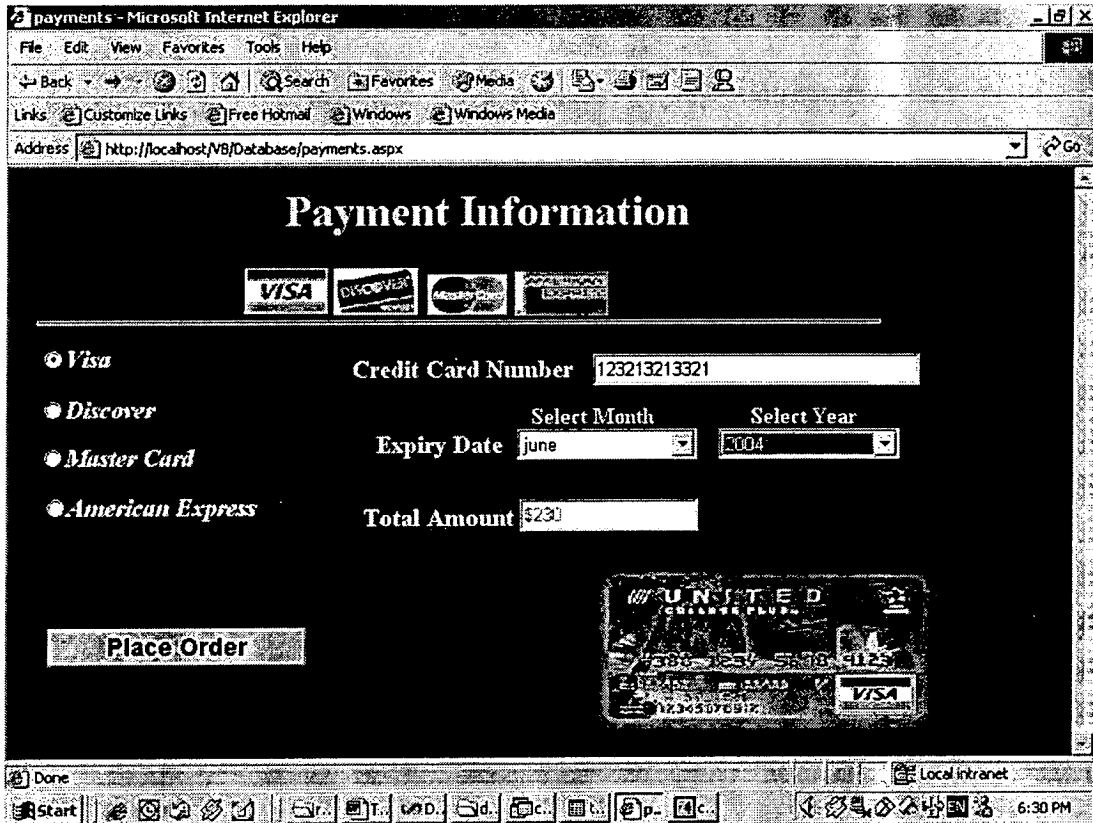 payments - Microsoft Internet Explorer
File Edit View Favorites Tools Help
Back Search Favorites Media
Links Customize Links Free Hotmail Windows Windows Media
Address http://localhost/V8/Database/payments.aspx Go
Payment Information
VISA DISCOVER MasterCard
Visa
Credit Card Number 123213213321
Discover
Select Month Select Year
Expiry Date june 2004
Master Card
American Express
Total Amount $230
UNITED
Place Order
VISA
Done Local intranet
Start 6:30 PM